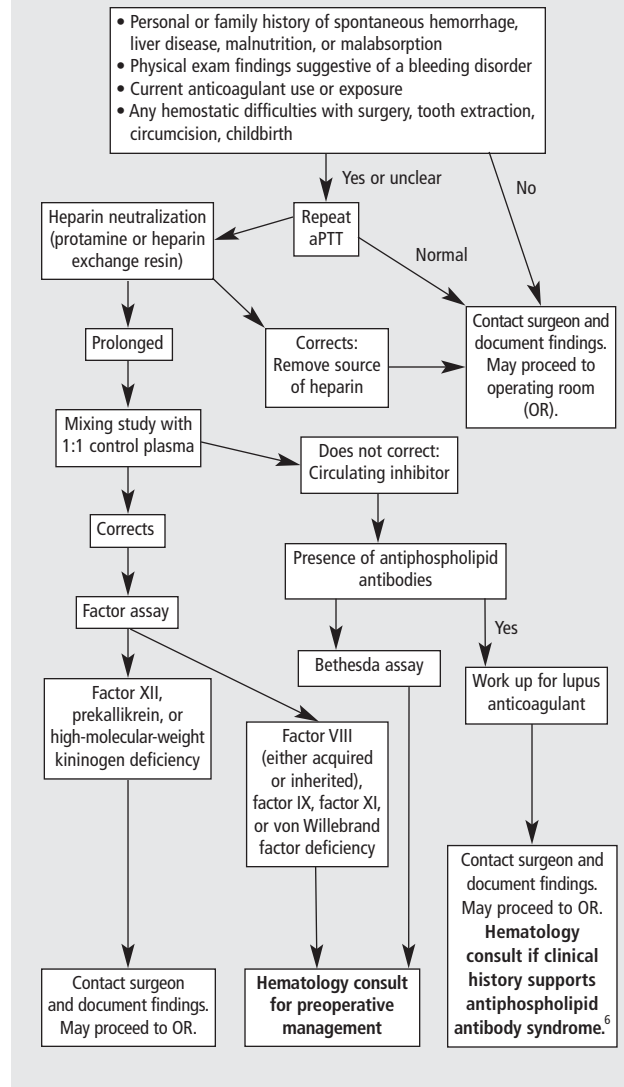 • Personal or family history of spontaneous hemorrhage,
liver disease, malnutrition, or malabsorption
• Physical exam findings suggestive of a bleeding disorder
• Current anticoagulant use or exposure
• Any hemostatic difficulties with surgery, tooth extraction,
circumcision, childbirth
Yes or unclear
No
Heparin neutralization
(protamine or heparin
exchange resin)
Repeat
aPTT
Normal
Prolonged
Corrects:
Remove source
of heparin
Contact surgeon and
document findings.
May proceed to
operating room
(OR).
Mixing study with
1:1 control plasma
Does not correct:
Circulating inhibitor
Corrects
Presence of antiphospholipid
antibodies
Factor assay
Yes
Bethesda assay
Work up for lupus
anticoagulant
Factor XII,
prekallikrein, or
high-molecular-weight
kininogen deficiency
Factor VIII
(either acquired
or inherited),
factor IX, factor XI,
or von Willebrand
factor deficiency
Contact surgeon and
document findings.
May proceed to OR.
Hematology
consult if clinical
history supports
antiphospholipid
antibody syndrome.6
Contact surgeon
and document findings.
May proceed to OR.
Hematology consult
for preoperative
management